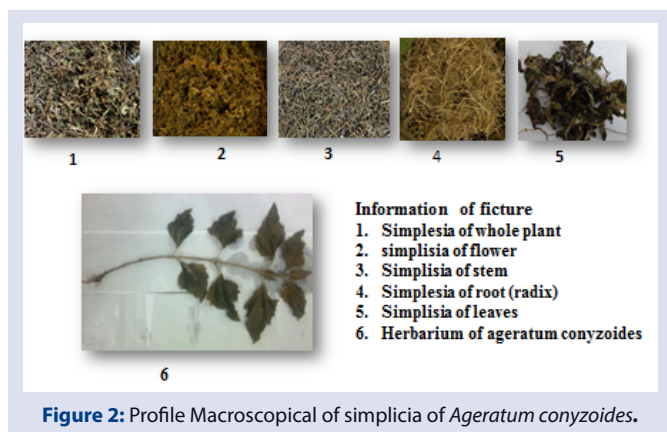 1
2
3
4
5
Information of ficture
1. Simplesia of whole plant
2. simplisia of flower
3. Simplisia of stem
4. Simplesia of root (radix)
5. Simplisia of leaves
6. Herbarium of ageratum conyzoides
6
Figure 2: Profile Macroscopical of simplicia of Ageratum conyzoides.